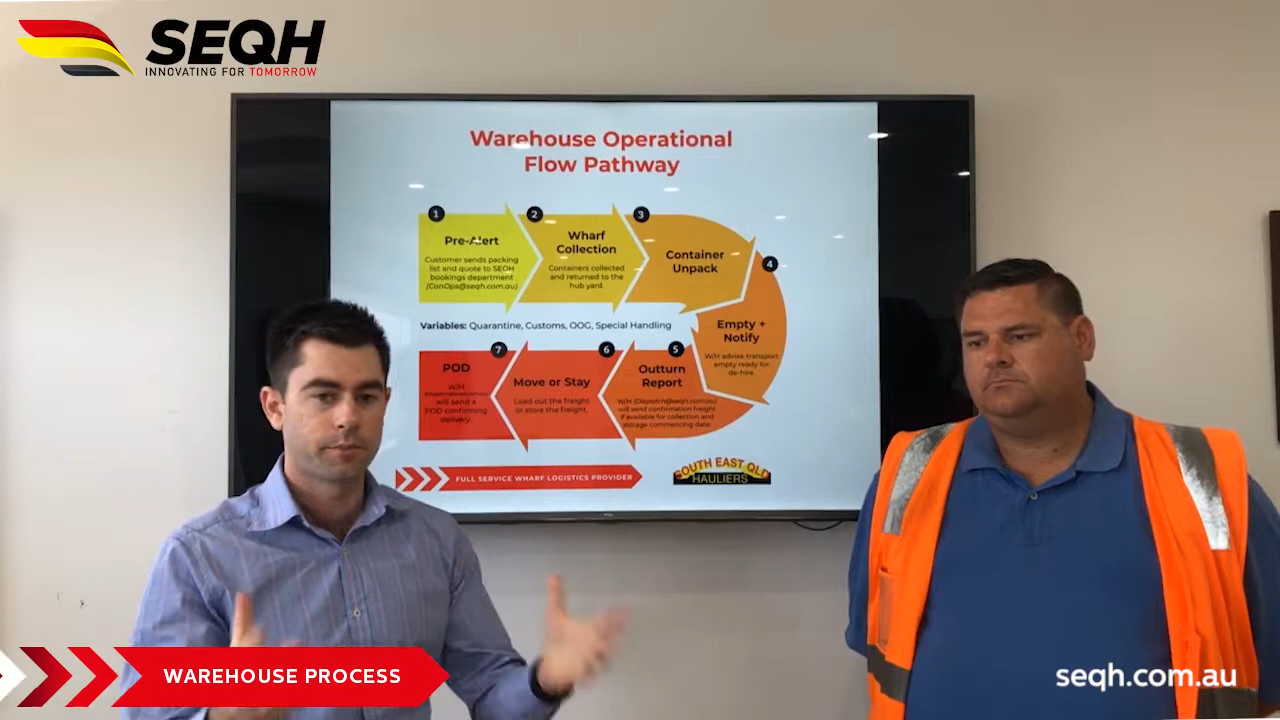 SEQH
INNOVATING FOR TOMORROW
Warehouse Operational
Flow Pathway
1
Pre-Alert
Customer sends packing
list and quote to SEQH
bookings department
(ConOps@seqh.com.au)
2
Wharf
Collection
Containers collected
and returned to the
hub yard.
3
Container
Unpack
4
Empty +
Notify
W/H advise transport
empty ready for
de-hire.
Variables: Quarantine, Customs, OOG, Special Handling
5
Outturn
Report
W/H (Dispatch@seqh.com.au)
will send confirmation freight
if available for collection and
storage commencing date.
6
Move or Stay
Load out the freight
or store the freight.
7
POD
W/H
will send a
POD confirming
delivery.
FULL SERVICE WHARF LOGISTICS PROVIDER
SOUTH EAST QLD
HAULIERS
WAREHOUSE PROCESS
seqh.com.au